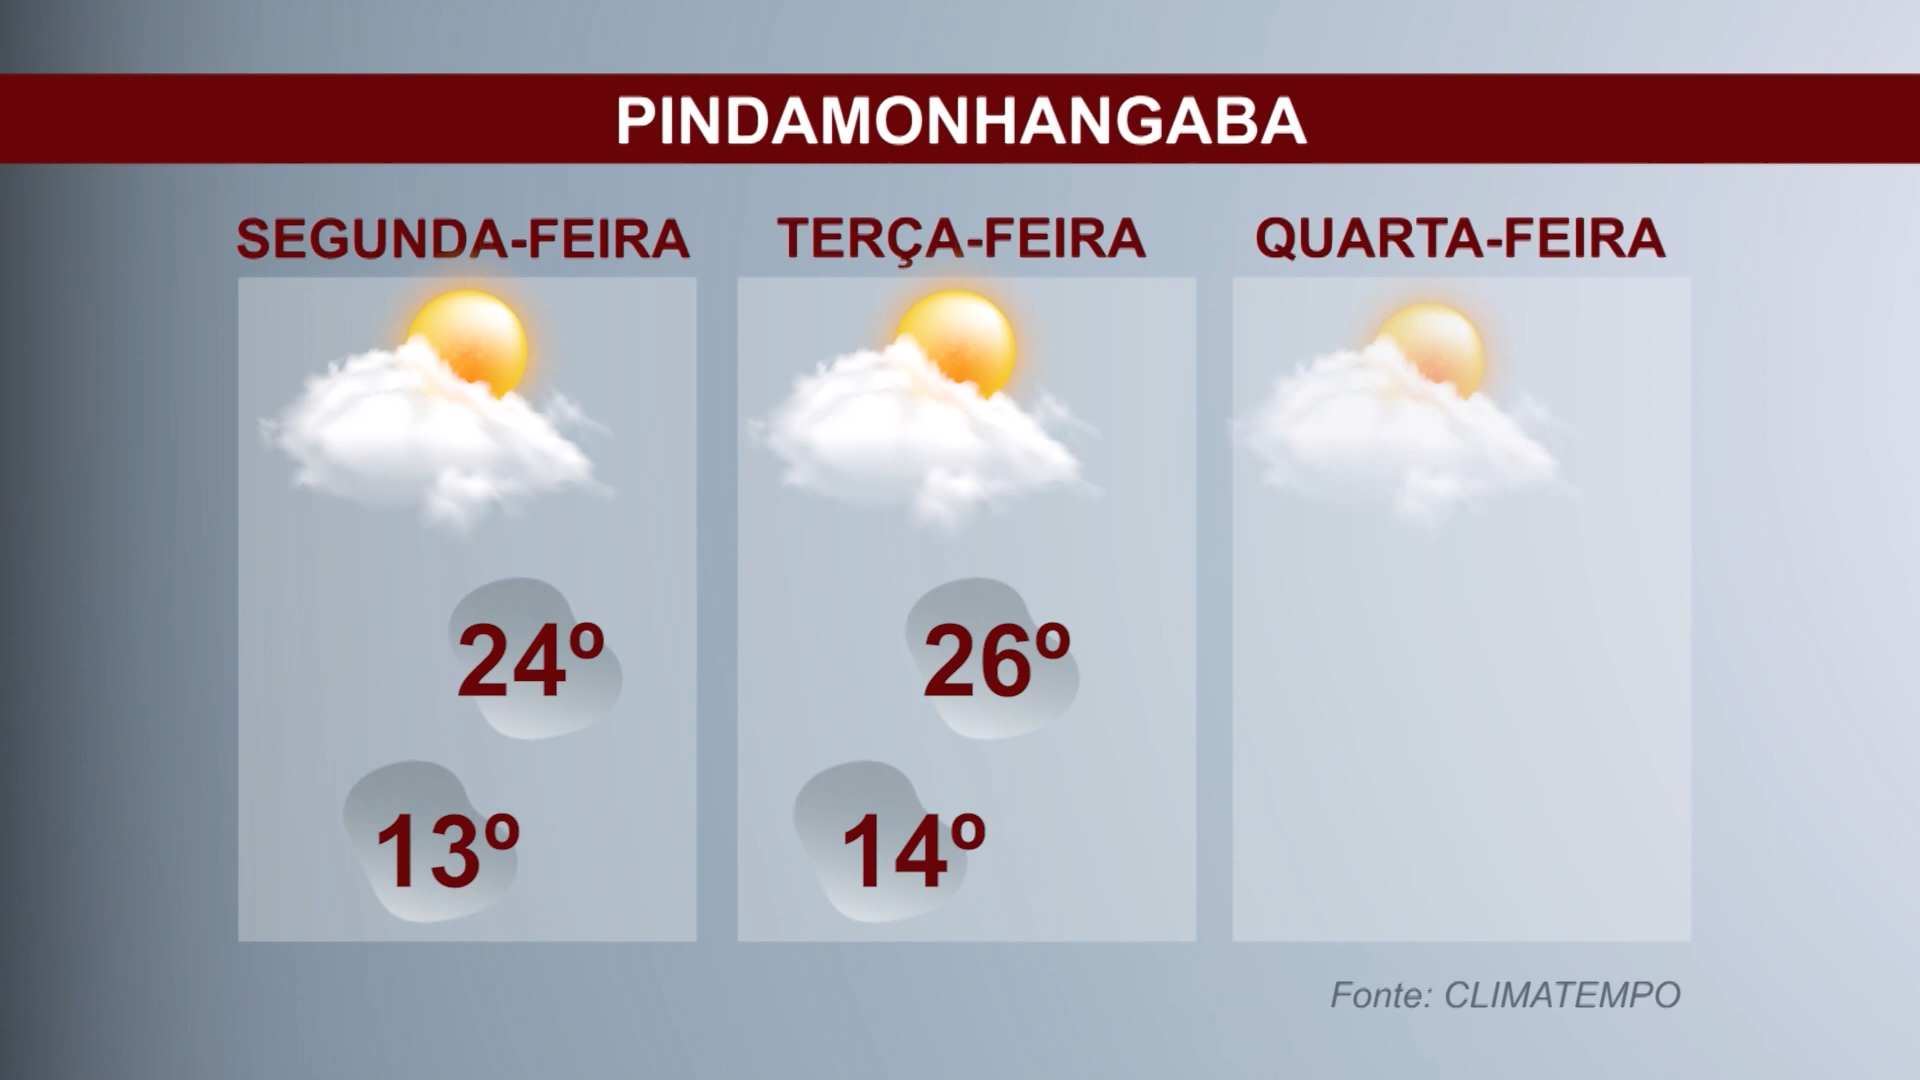 PINDAMONHANGABA
SEGUNDA-FEIRA
TERÇA-FEIRA
QUARTA-FEIRA
24º
26º
13º
14º
Fonte: CLIMATEMPO